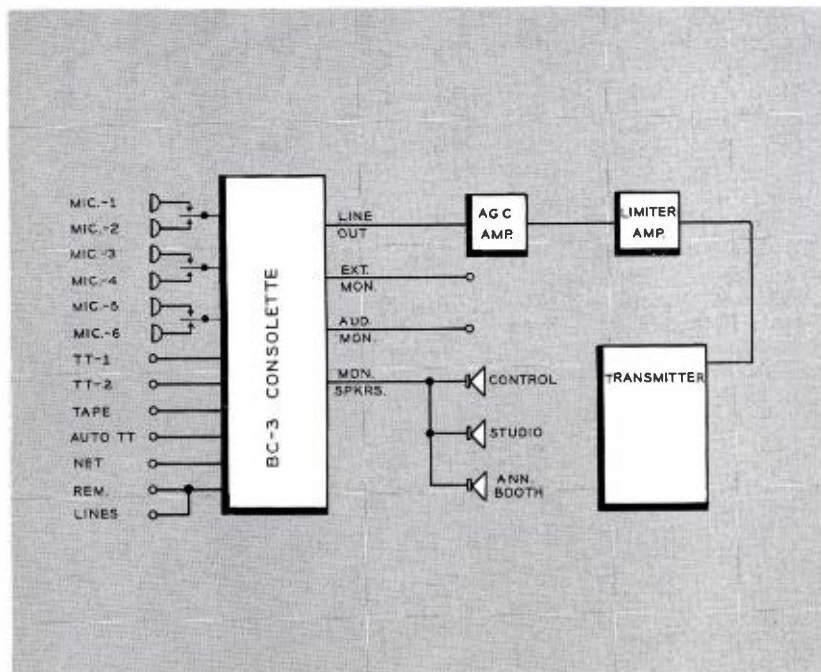 MIC.-1
MIC.-2
MIC-3
MIC.-4
MIC.-5
MIC.-6
TT-1
TT-2
TAPE
AUTO TT
NET
REM.
LINES
BC-3 CONSOLETTE
LINE
OUT
EXT.
MON.
AUD.
MON.
MON.
SPKRS.
AGC
AMP.
LIMITER
AMP.
TRANSMITTER
CONTROL
STUDIO
ANN.
BOOTH